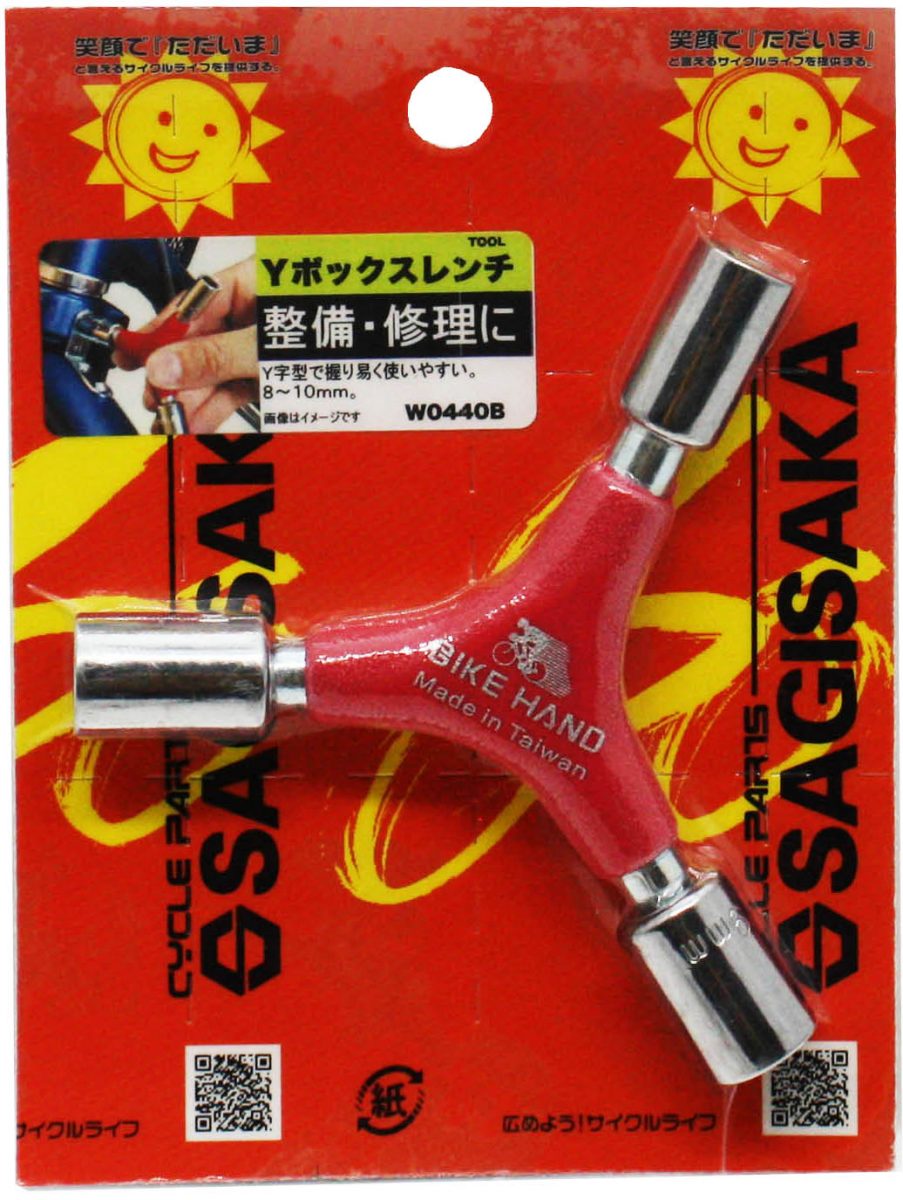 笑顔で『ただいま』
と言えるサイクルライフを提供する。
笑顔で『ただいま』
と言えるサイクルライフを提供する。
TOOL
Yボックスレンチ
整備・修理に
Y字型で握り易く使いやすい。
8〜10mm。
画像はイメージです
W0440B
BIKE HAND
Made in Taiwan
CYCLE PARTS
SAGISAKA
SAGISAKA
紙
サイクルライフ
広めよう!サイクルライフ